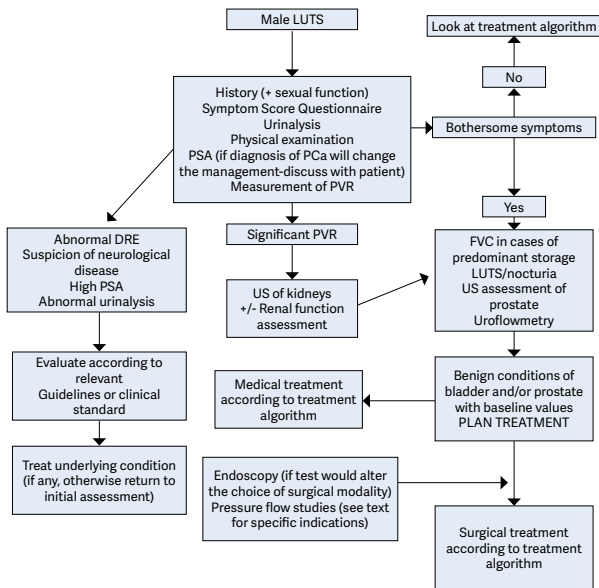 Male LUTS
Look at treatment algorithm
No
History (+ sexual function)
Symptom Score Questionnaire
Urinalysis
Physical examination
PSA (if diagnosis of PCa will change
the management-discuss with patient)
Measurement of PVR
Bothersome symptoms
Yes
Abnormal DRE
Suspicion of neurological
disease
High PSA
Abnormal urinalysis
Significant PVR
US of kidneys
+/- Renal function
assessment
FVC in cases of
predominant storage
LUTS/nocturia
US assessment of
prostate
Uroflowmetry
Evaluate according to
relevant
Guidelines or clinical
standard
Medical treatment
according to treatment
algorithm
Benign conditions of
bladder and/or prostate
with baseline values
PLAN TREATMENT
Treat underlying condition
(if any, otherwise return to
initial assessment)
Endoscopy (if test would alter
the choice of surgical modality)
Pressure flow studies (see text
for specific indications)
Surgical treatment
according to treatment
algorithm